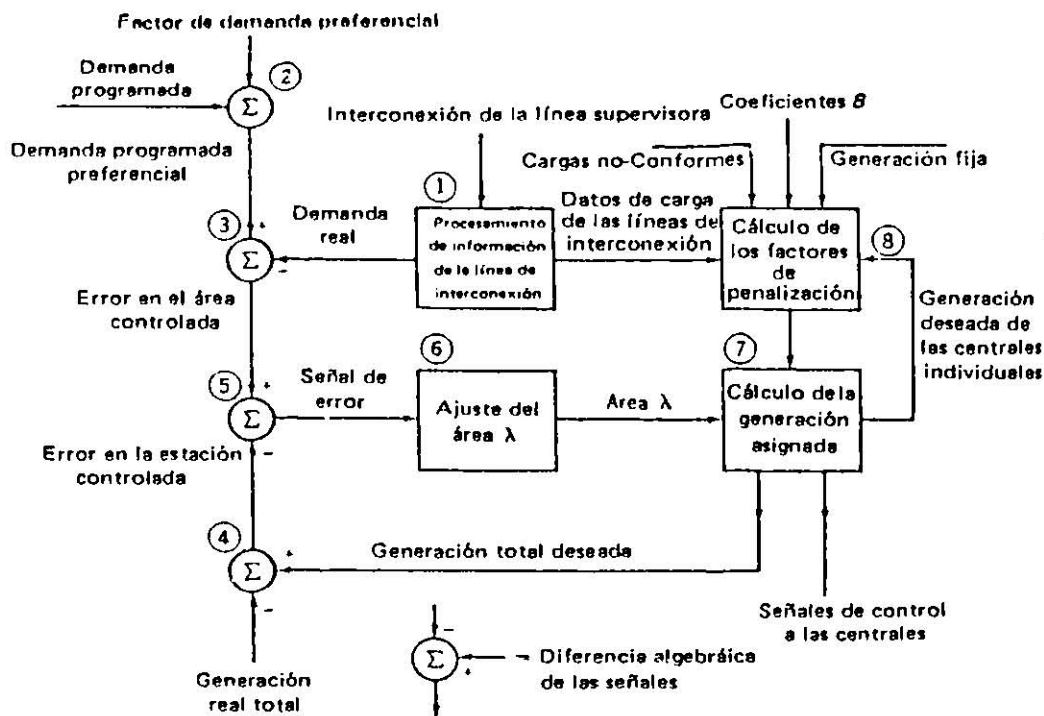 Factor de demanda preferencial
Demanda
programada
2
Σ
Demanda programada
preferencial
Interconexión de la línea supervisora
Coeficientes B
Cargas no-Conformes
Generación fija
1
Demanda
real
Procesamiento
de información
de la línea de
interconexión
Datos de carga
de las líneas de
interconexión
Cálculo de
los factores
de
penalización
8
3
+
Σ
-
Error en el área
controlada
Generación
deseada de
las centrales
individuales
5
+
Σ
-
Señal de
error
6
Ajuste del
área λ
Area λ
7
Cálculo de la
generación
asignada
Error en la estación
controlada
4
+
Σ
-
Generación total deseada
Señales de control
a las centrales
Generación
real total
-
Σ
+
Diferencia algebráica
de las señales